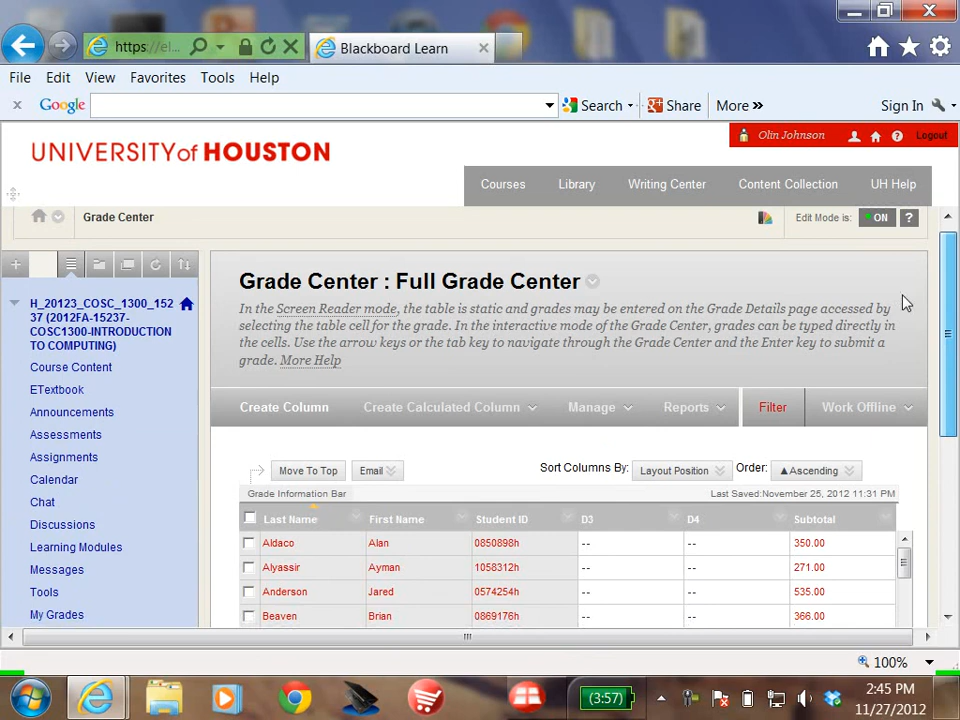 https://el...
Blackboard Learn
File Edit View Favorites Tools Help
Google Search Share More » Sign In
UNIVERSITY of HOUSTON
Olin Johnson Logout
Courses Library Writing Center Content Collection UH Help
Grade Center Edit Mode is: ON ?
H_20123_COSC_1300_152
37 (2012FA-15237-
COSC1300-INTRODUCTION
TO COMPUTING)
Course Content
ETextbook
Announcements
Assessments
Assignments
Calendar
Chat
Discussions
Learning Modules
Messages
Tools
My Grades
Grade Center : Full Grade Center
In the Screen Reader mode, the table is static and grades may be entered on the Grade Details page accessed by
selecting the table cell for the grade. In the interactive mode of the Grade Center, grades can be typed directly in
the cells. Use the arrow keys or the tab key to navigate through the Grade Center and the Enter key to submit a
grade. More Help
Create Column Create Calculated Column Manage Reports Filter Work Offline
Move To Top Email Sort Columns By: Layout Position Order: Ascending
Grade Information Bar Last Saved:November 25, 2012 11:31 PM
Last Name First Name Student ID D3 D4 Subtotal
Aldaco Alan 0850898h -- -- 350.00
Alyassir Ayman 1058312h -- -- 271.00
Anderson Jared 0574254h -- -- 535.00
Beaven Brian 0869176h -- -- 366.00
100%
(3:57)
2:45 PM
11/27/2012